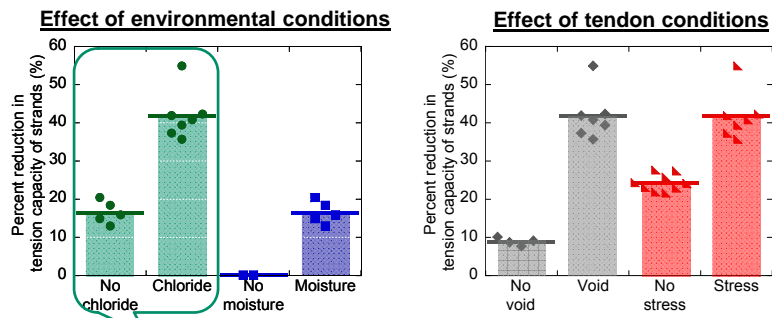 Effect of environmental conditions
Percent reduction in
tension capacity of strands (%)
60
50
40
30
20
10
0
No
chloride
Chloride
No
moisture
Moisture
Effect of tendon conditions
Percent reduction in
tension capacity of strands (%)
60
50
40
30
20
10
0
No
void
Void
No
stress
Stress